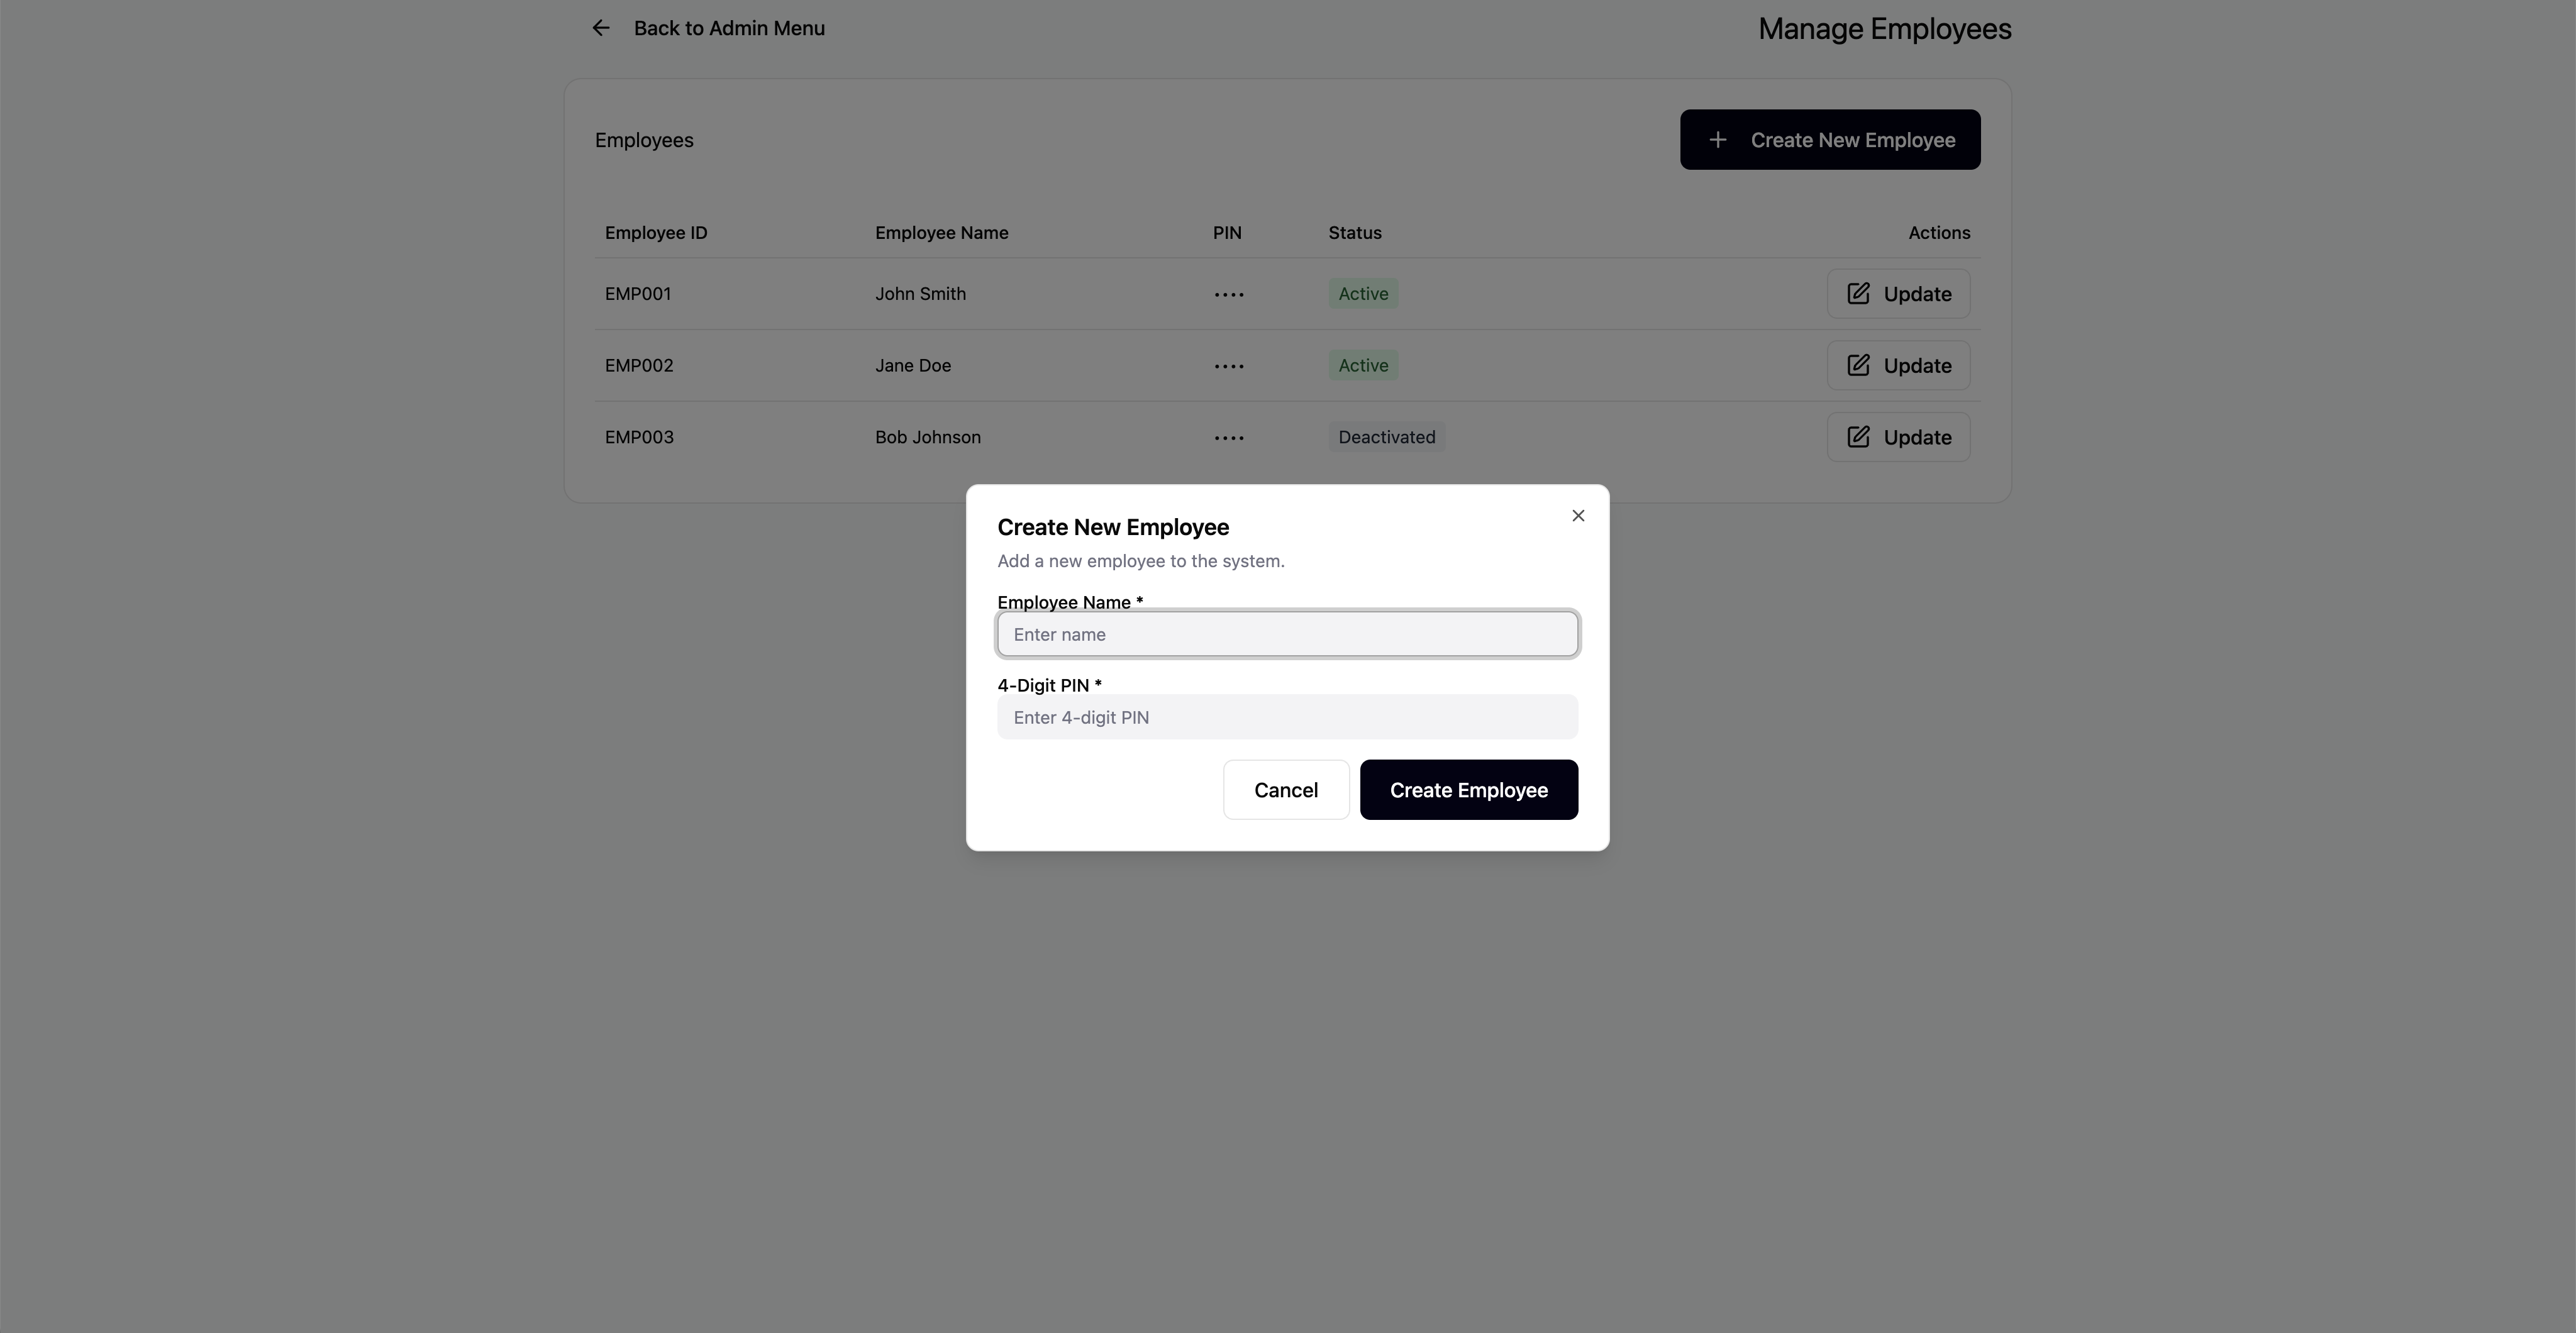 Back to Admin Menu
Manage Employees
Employees
Create New Employee
Employee ID Employee Name PIN Status Actions
EMP001 John Smith •••• Active Update
EMP002 Jane Doe •••• Active Update
EMP003 Bob Johnson •••• Deactivated Update
Create New Employee
Add a new employee to the system.
Employee Name *
Enter name
4-Digit PIN *
Enter 4-digit PIN
Cancel Create Employee